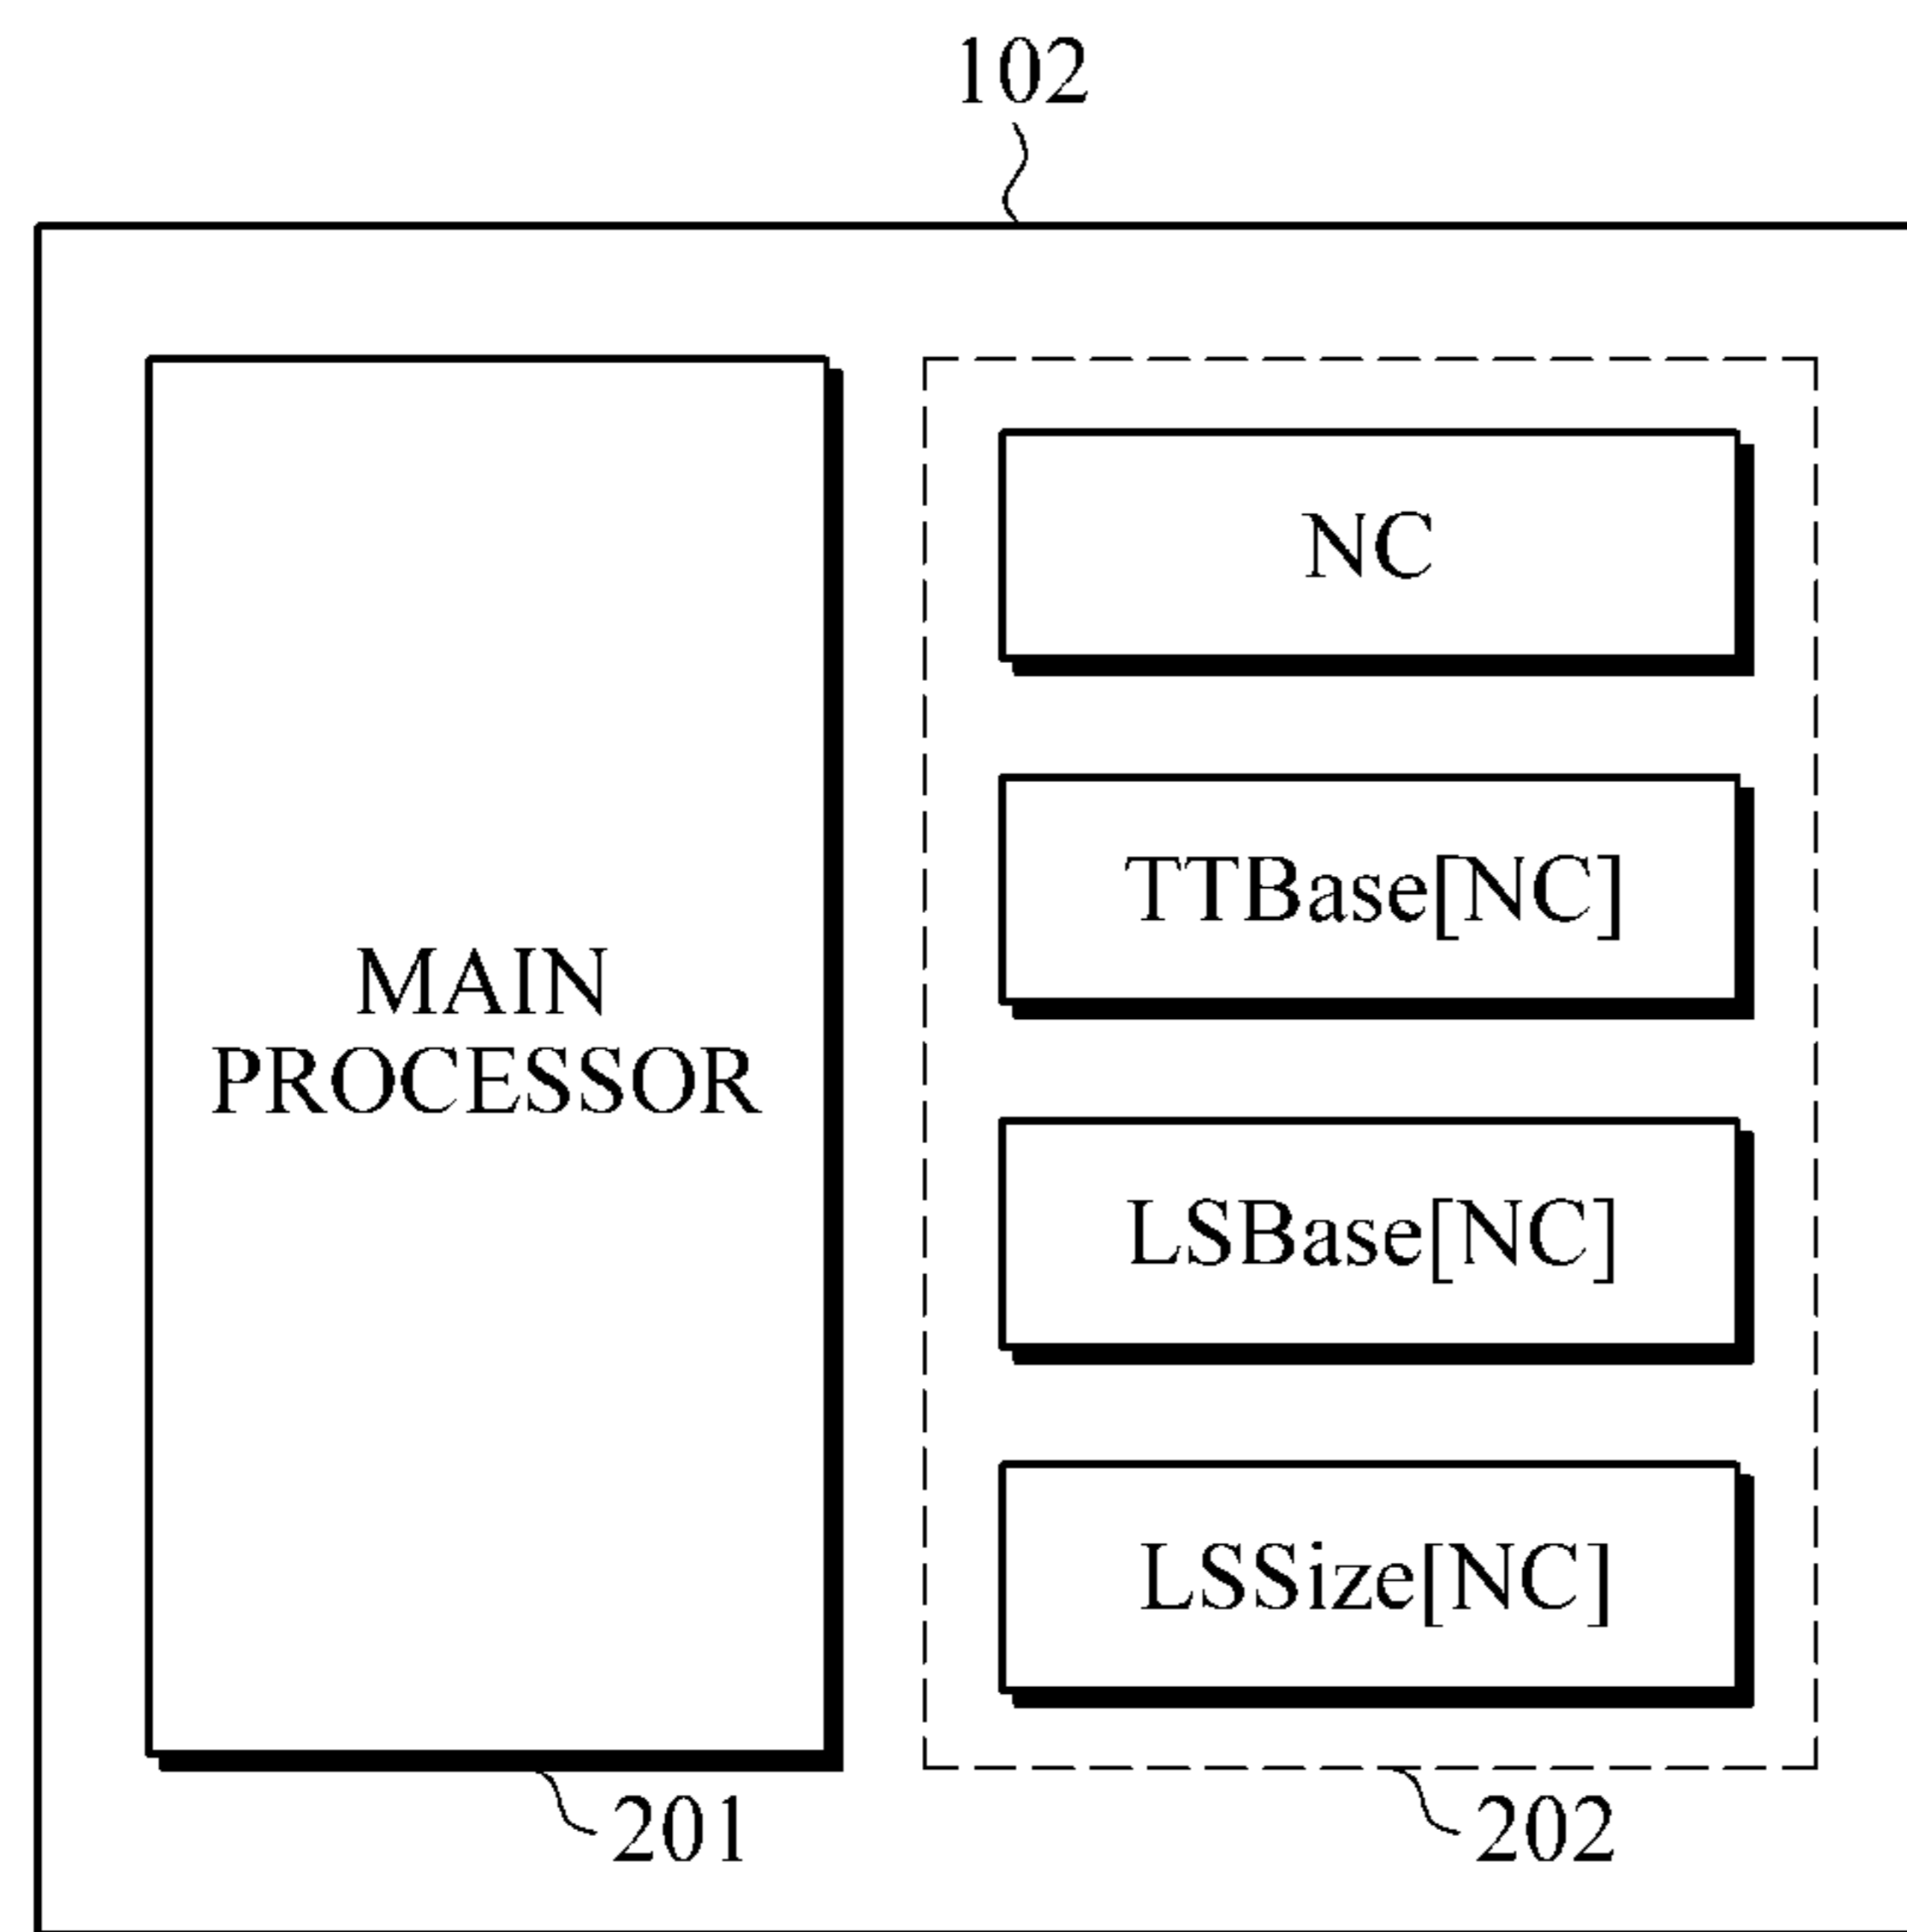 102
MAIN
PROCESSOR
NC
TTBase[NC]
LSBase[NC]
LSSize[NC]
201
202